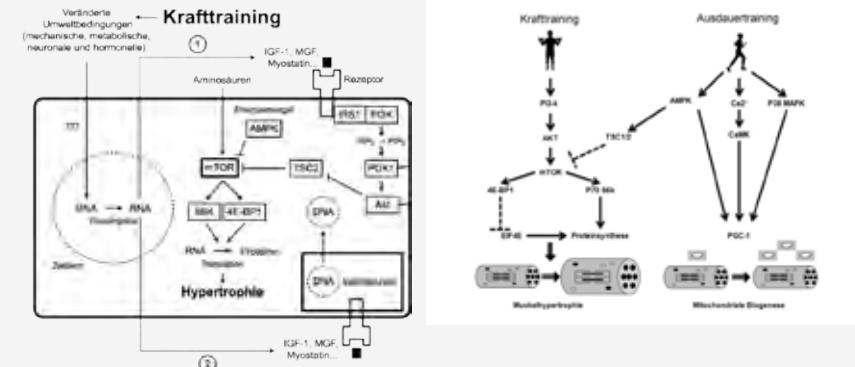 Veränderte
Umweltbedingungen
(mechanische, metabolische,
neuronale und hormonelle)
Krafttraining
1
IGF-1, MGF,
Myostatin...
Aminosäuren
Rezeptor
AMPK
IRS1 PI3K
mTOR
TSC2
PDK1
Akt
S6K 4E-BP1
DNA
DNA RNA
RNA
Translation
Hypertrophie
DNA
IGF-1, MGF,
Myostatin...
2
Krafttraining
Ausdauertraining
PI3-k
AMPK
Ca2+
P38 MAPK
AKT
TSC1/2
CaMK
mTOR
4E-BP1
P70 S6k
EIF4E
Proteinsynthese
PGC-1
Muskelhypertrophie
Mitochondriale Biogenese